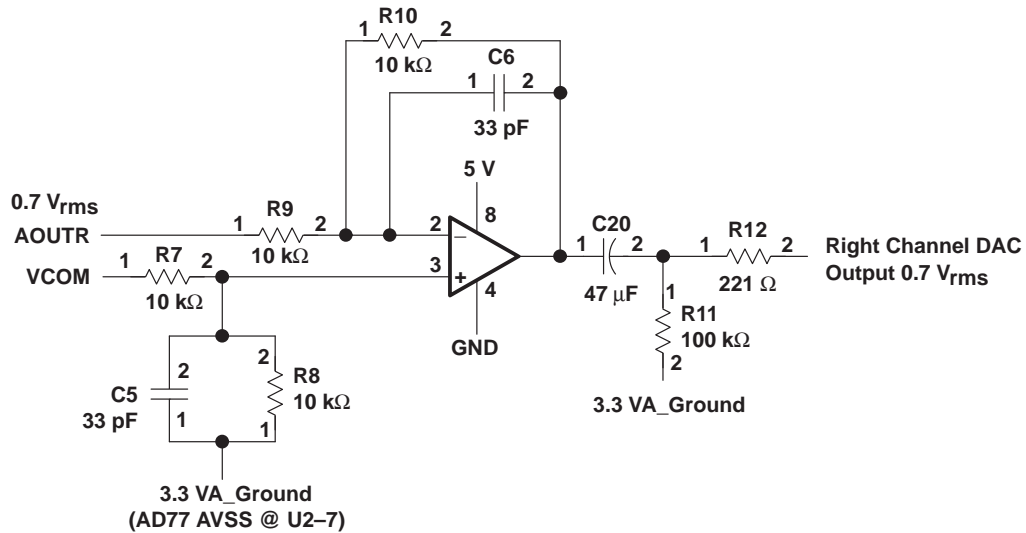 R10
1 2
10 kΩ
C6
1 2
33 pF
5 V
0.7 Vrms
AOUTR
1 R9 2
10 kΩ
2 − 8
VCOM
1 R7 2
10 kΩ
3 + 4
GND
1 C20 2
47 µF
1 R12 2
221 Ω
Right Channel DAC
Output 0.7 Vrms
1
R11
100 kΩ
2
3.3 VA_Ground
2
C5
33 pF
1
2
R8
10 kΩ
1
3.3 VA_Ground
(AD77 AVSS @ U2–7)